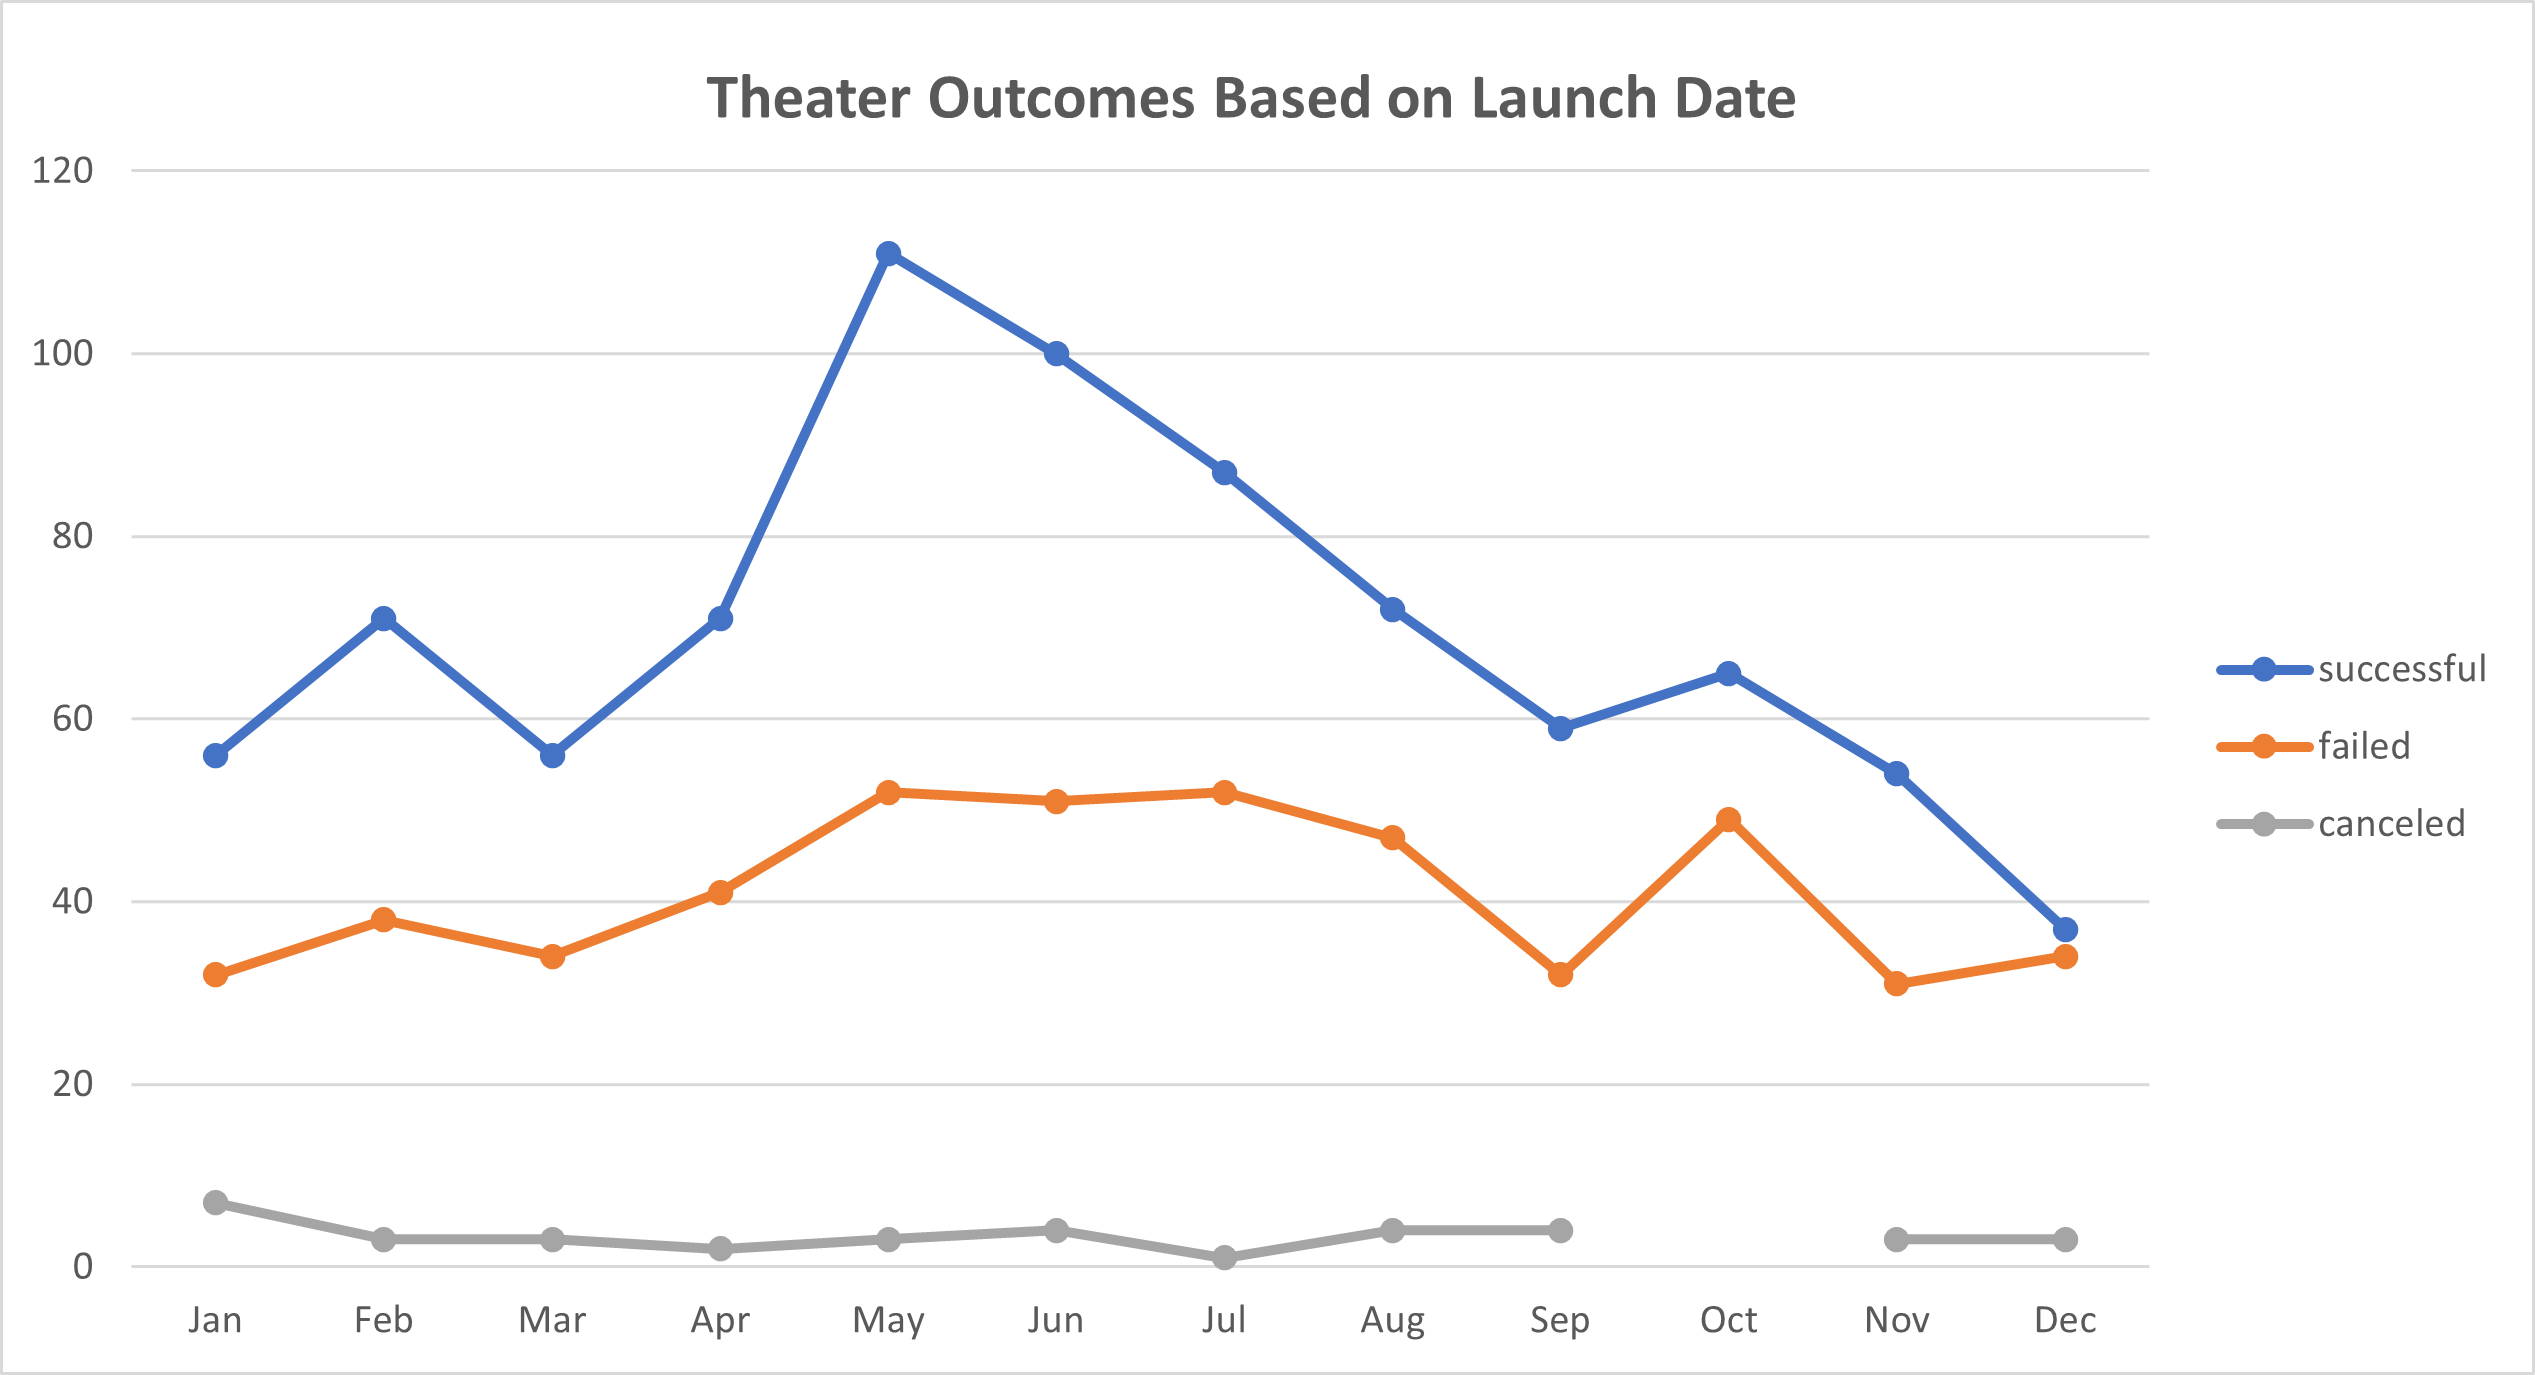 Theater Outcomes Based on Launch Date
120
100
80
60
40
20
0
Jan Feb Mar Apr May Jun Jul Aug Sep Oct Nov Dec
successful
failed
canceled